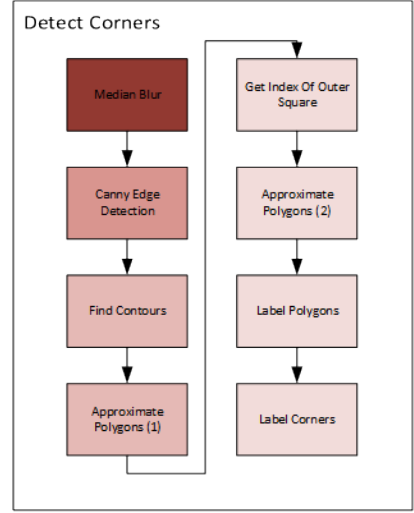 Detect Corners
Median Blur
Canny Edge
Detection
Find Contours
Approximate
Polygons (1)
Get Index Of Outer
Square
Approximate
Polygons (2)
Label Polygons
Label Corners